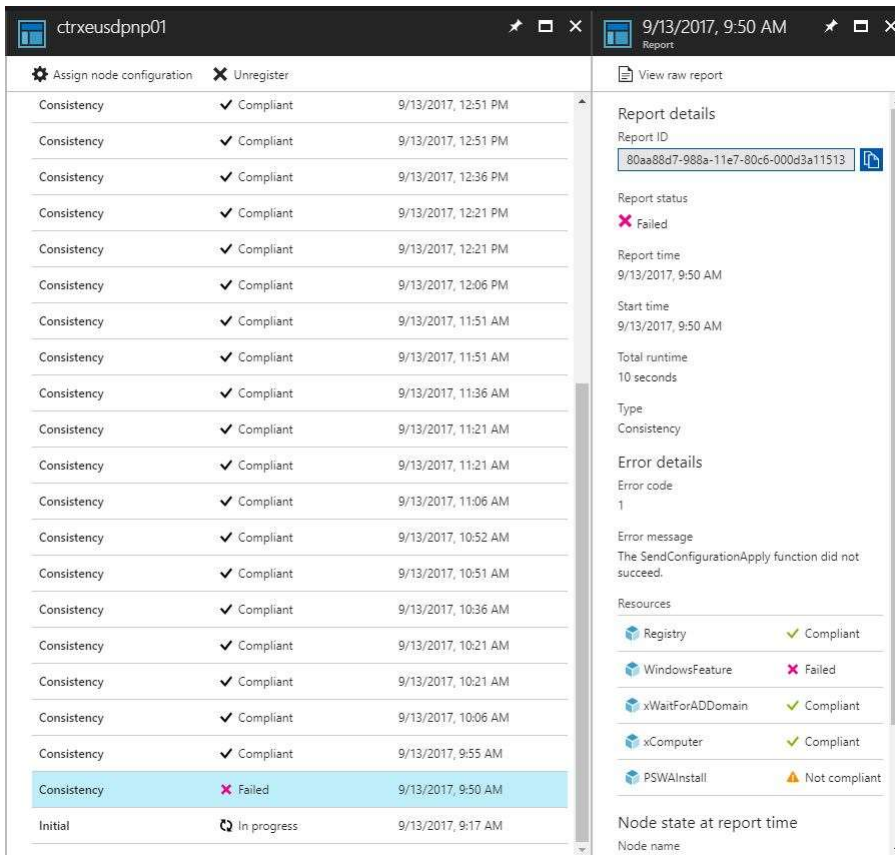 ctrxeusdpnp01
Assign node configuration Unregister
Consistency Compliant 9/13/2017, 12:51 PM
Consistency Compliant 9/13/2017, 12:51 PM
Consistency Compliant 9/13/2017, 12:36 PM
Consistency Compliant 9/13/2017, 12:21 PM
Consistency Compliant 9/13/2017, 12:21 PM
Consistency Compliant 9/13/2017, 12:06 PM
Consistency Compliant 9/13/2017, 11:51 AM
Consistency Compliant 9/13/2017, 11:51 AM
Consistency Compliant 9/13/2017, 11:36 AM
Consistency Compliant 9/13/2017, 11:21 AM
Consistency Compliant 9/13/2017, 11:21 AM
Consistency Compliant 9/13/2017, 11:06 AM
Consistency Compliant 9/13/2017, 10:52 AM
Consistency Compliant 9/13/2017, 10:51 AM
Consistency Compliant 9/13/2017, 10:36 AM
Consistency Compliant 9/13/2017, 10:21 AM
Consistency Compliant 9/13/2017, 10:21 AM
Consistency Compliant 9/13/2017, 10:06 AM
Consistency Compliant 9/13/2017, 9:55 AM
Consistency Failed 9/13/2017, 9:50 AM
Initial In progress 9/13/2017, 9:17 AM
9/13/2017, 9:50 AM
Report
View raw report
Report details
Report ID
80aa88d7-988a-11e7-80c6-000d3a11513
Report status
Failed
Report time
9/13/2017, 9:50 AM
Start time
9/13/2017, 9:50 AM
Total runtime
10 seconds
Type
Consistency
Error details
Error code
1
Error message
The SendConfigurationApply function did not
succeed.
Resources
Registry Compliant
WindowsFeature Failed
xWaitForADDomain Compliant
xComputer Compliant
PSWAInstall Not compliant
Node state at report time
Node name